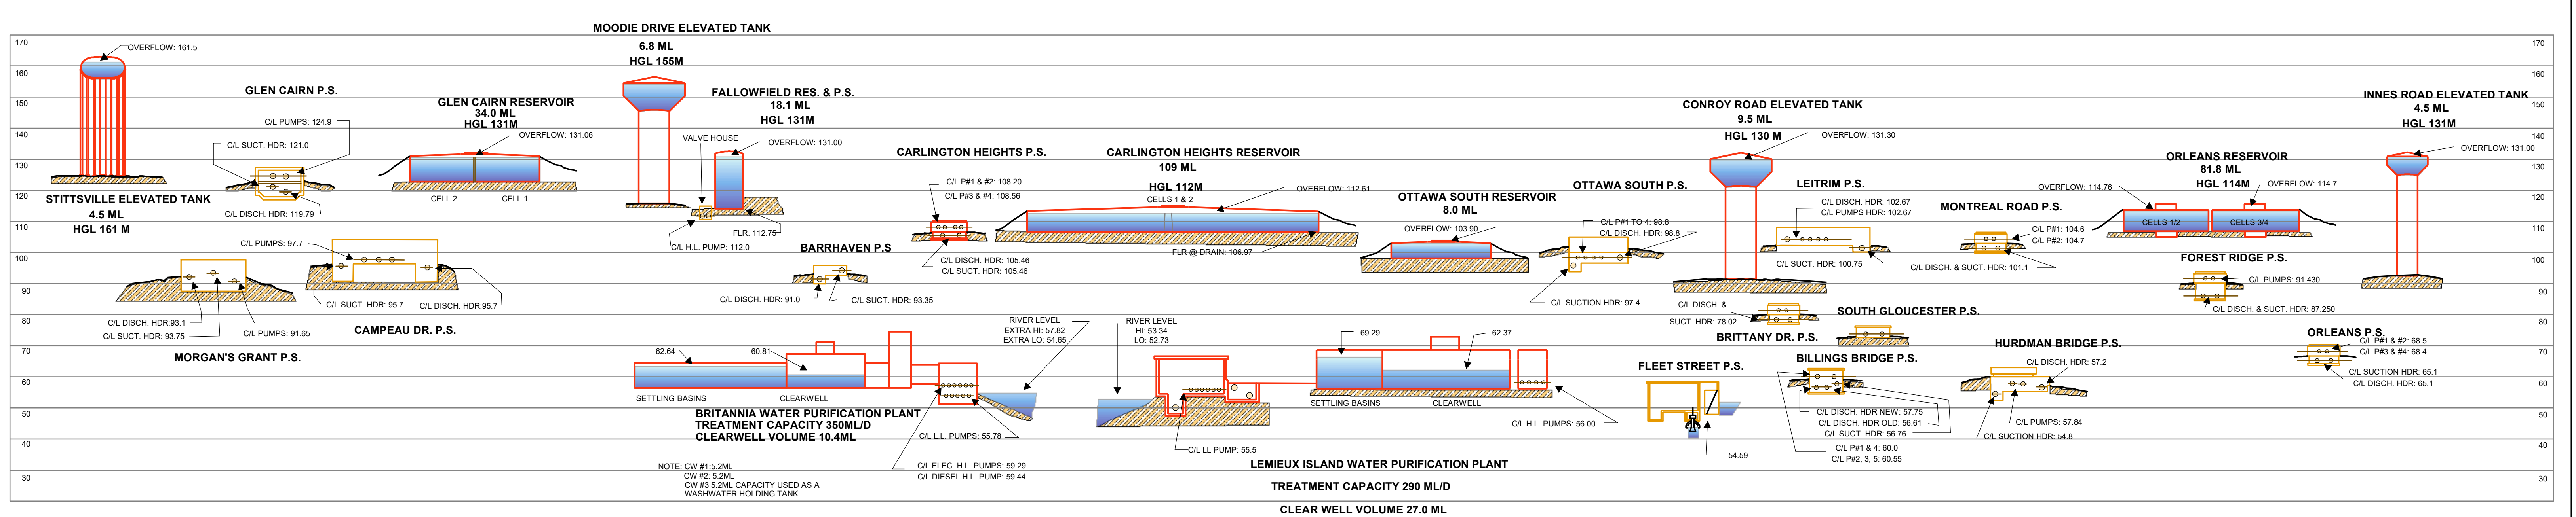 170
160
150
140
130
120
110
100
90
80
70
60
50
40
30
OVERFLOW: 161.5
STITTSVILLE ELEVATED TANK
4.5 ML
HGL 161 M
GLEN CAIRN P.S.
C/L PUMPS: 124.9
C/L SUCT. HDR: 121.0
C/L DISCH. HDR: 119.79
GLEN CAIRN RESERVOIR
34.0 ML
HGL 131M
OVERFLOW: 131.06
CELL 2
CELL 1
MORGAN'S GRANT P.S.
C/L DISCH. HDR:93.1
C/L SUCT. HDR: 93.75
C/L PUMPS: 91.65
CAMPEAU DR. P.S.
C/L PUMPS: 97.7
C/L SUCT. HDR: 95.7
C/L DISCH. HDR:95.7
MOODIE DRIVE ELEVATED TANK
6.8 ML
HGL 155M
FALLOWFIELD RES. & P.S.
18.1 ML
HGL 131M
VALVE HOUSE
OVERFLOW: 131.00
FLR. 112.75
C/L H.L. PUMP: 112.0
BARRHAVEN P.S
C/L DISCH. HDR: 91.0
C/L SUCT. HDR: 93.35
CARLINGTON HEIGHTS P.S.
C/L P#1 & #2: 108.20
C/L P#3 & #4: 108.56
C/L DISCH. HDR: 105.46
C/L SUCT. HDR: 105.46
CARLINGTON HEIGHTS RESERVOIR
109 ML
HGL 112M
CELLS 1 & 2
OVERFLOW: 112.61
FLR @ DRAIN: 106.97
OTTAWA SOUTH RESERVOIR
8.0 ML
OVERFLOW: 103.90
OTTAWA SOUTH P.S.
C/L P#1 TO 4: 98.8
C/L DISCH. HDR: 98.8
C/L SUCTION HDR: 97.4
CONROY ROAD ELEVATED TANK
9.5 ML
HGL 130 M
OVERFLOW: 131.30
LEITRIM P.S.
C/L DISCH. HDR: 102.67
C/L PUMPS HDR: 102.67
C/L SUCT. HDR: 100.75
MONTREAL ROAD P.S.
C/L P#1: 104.6
C/L P#2: 104.7
C/L DISCH. & SUCT. HDR: 101.1
ORLEANS RESERVOIR
81.8 ML
HGL 114M
OVERFLOW: 114.76
OVERFLOW: 114.7
CELLS 1/2
CELLS 3/4
FOREST RIDGE P.S.
C/L PUMPS: 91.430
C/L DISCH. & SUCT. HDR: 87.250
INNES ROAD ELEVATED TANK
4.5 ML
HGL 131M
OVERFLOW: 131.00
C/L DISCH. &
SUCT. HDR: 78.02
BRITTANY DR. P.S.
SOUTH GLOUCESTER P.S.
62.64
60.81
SETTLING BASINS
CLEARWELL
BRITANNIA WATER PURIFICATION PLANT
TREATMENT CAPACITY 350ML/D
CLEARWELL VOLUME 10.4ML
NOTE: CW #1:5.2ML
CW #2: 5.2ML
CW #3 5.2ML CAPACITY USED AS A
WASHWATER HOLDING TANK
C/L L.L. PUMPS: 55.78
C/L ELEC. H.L. PUMPS: 59.29
C/L DIESEL H.L. PUMP: 59.44
RIVER LEVEL
EXTRA HI: 57.82
EXTRA LO: 54.65
RIVER LEVEL
HI: 53.34
LO: 52.73
C/L LL PUMP: 55.5
69.29
62.37
SETTLING BASINS
CLEARWELL
C/L H.L. PUMPS: 56.00
LEMIEUX ISLAND WATER PURIFICATION PLANT
TREATMENT CAPACITY 290 ML/D
CLEAR WELL VOLUME 27.0 ML
FLEET STREET P.S.
54.59
BILLINGS BRIDGE P.S.
C/L DISCH. HDR NEW: 57.75
C/L DISCH. HDR OLD: 56.61
C/L SUCT. HDR: 56.76
C/L P#1 & 4: 60.0
C/L P#2, 3, 5: 60.55
HURDMAN BRIDGE P.S.
C/L DISCH. HDR: 57.2
C/L PUMPS: 57.84
C/L SUCTION HDR: 54.8
ORLEANS P.S.
C/L P#1 & #2: 68.5
C/L P#3 & #4: 68.4
C/L SUCTION HDR: 65.1
C/L DISCH. HDR: 65.1
170
160
150
140
130
120
110
100
90
80
70
60
50
40
30